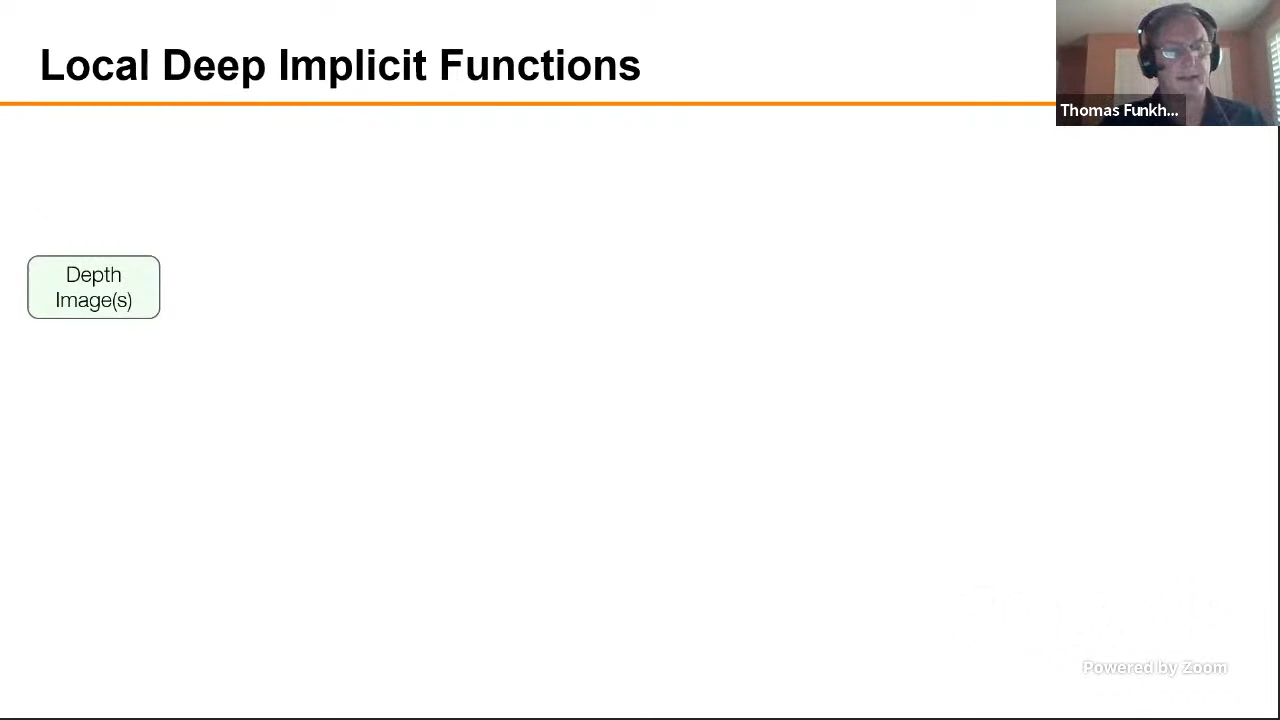 Local Deep Implicit Functions
Thomas Funkh...
Depth
Image(s)
Powered by Zoom